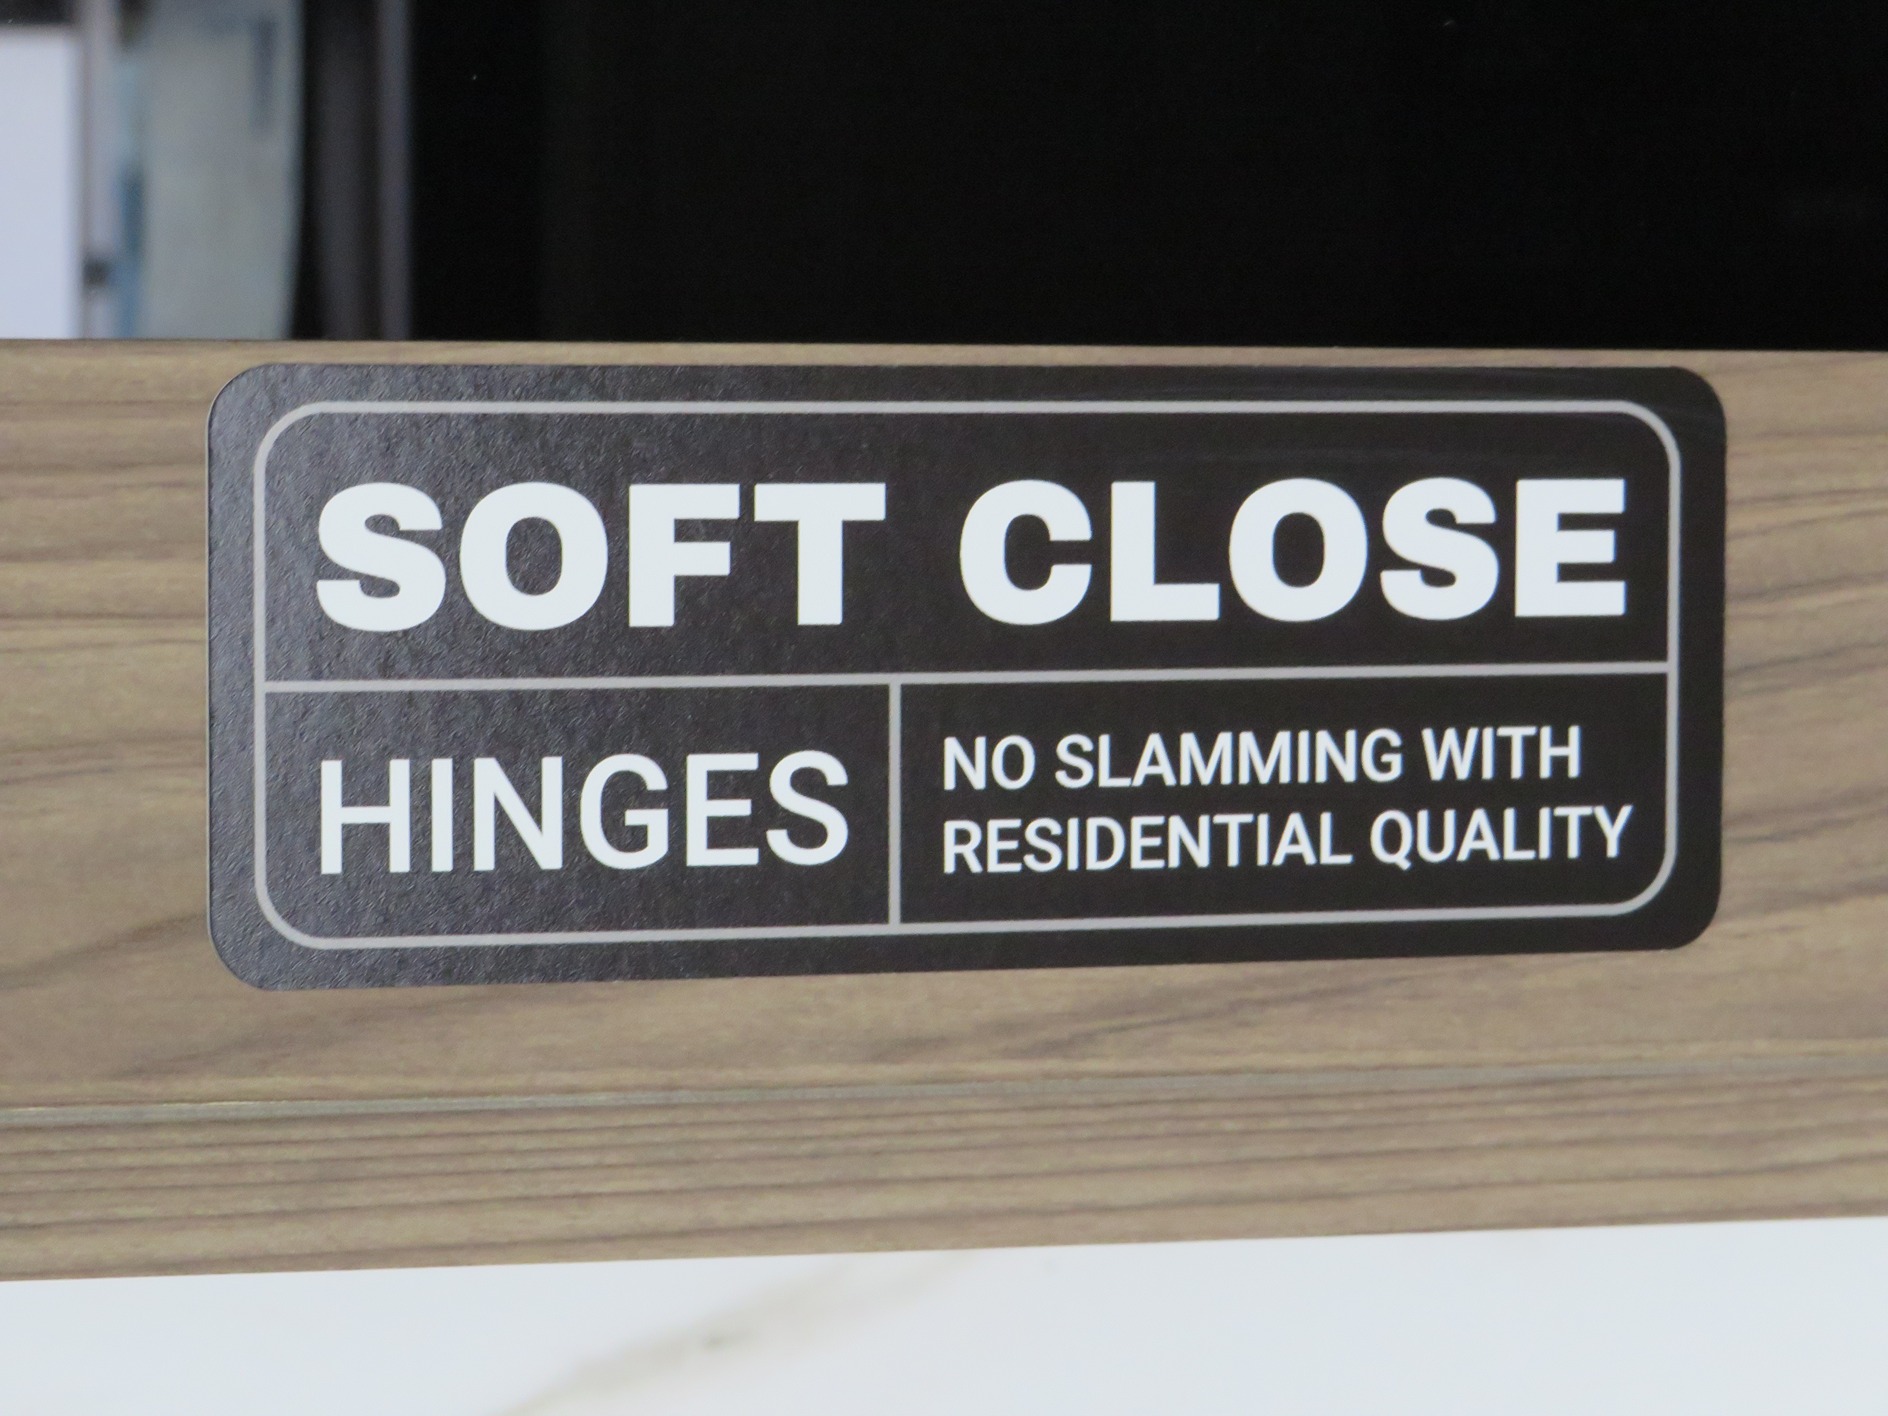 SOFT CLOSE
HINGES
NO SLAMMING WITH
RESIDENTIAL QUALITY